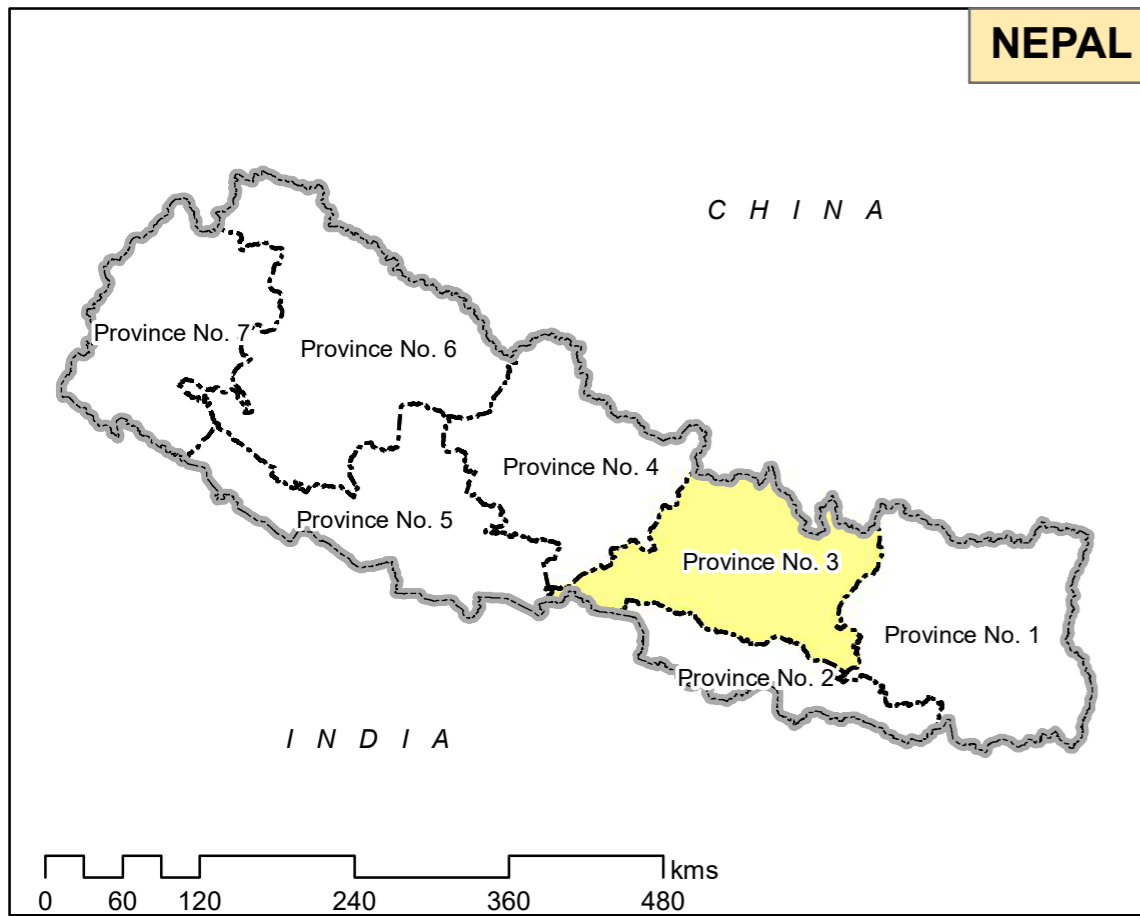 NEPAL
C H I N A
Province No. 7
Province No. 6
Province No. 4
Province No. 5
Province No. 3
Province No. 1
Province No. 2
I N D I A
kms
0 60 120 240 360 480